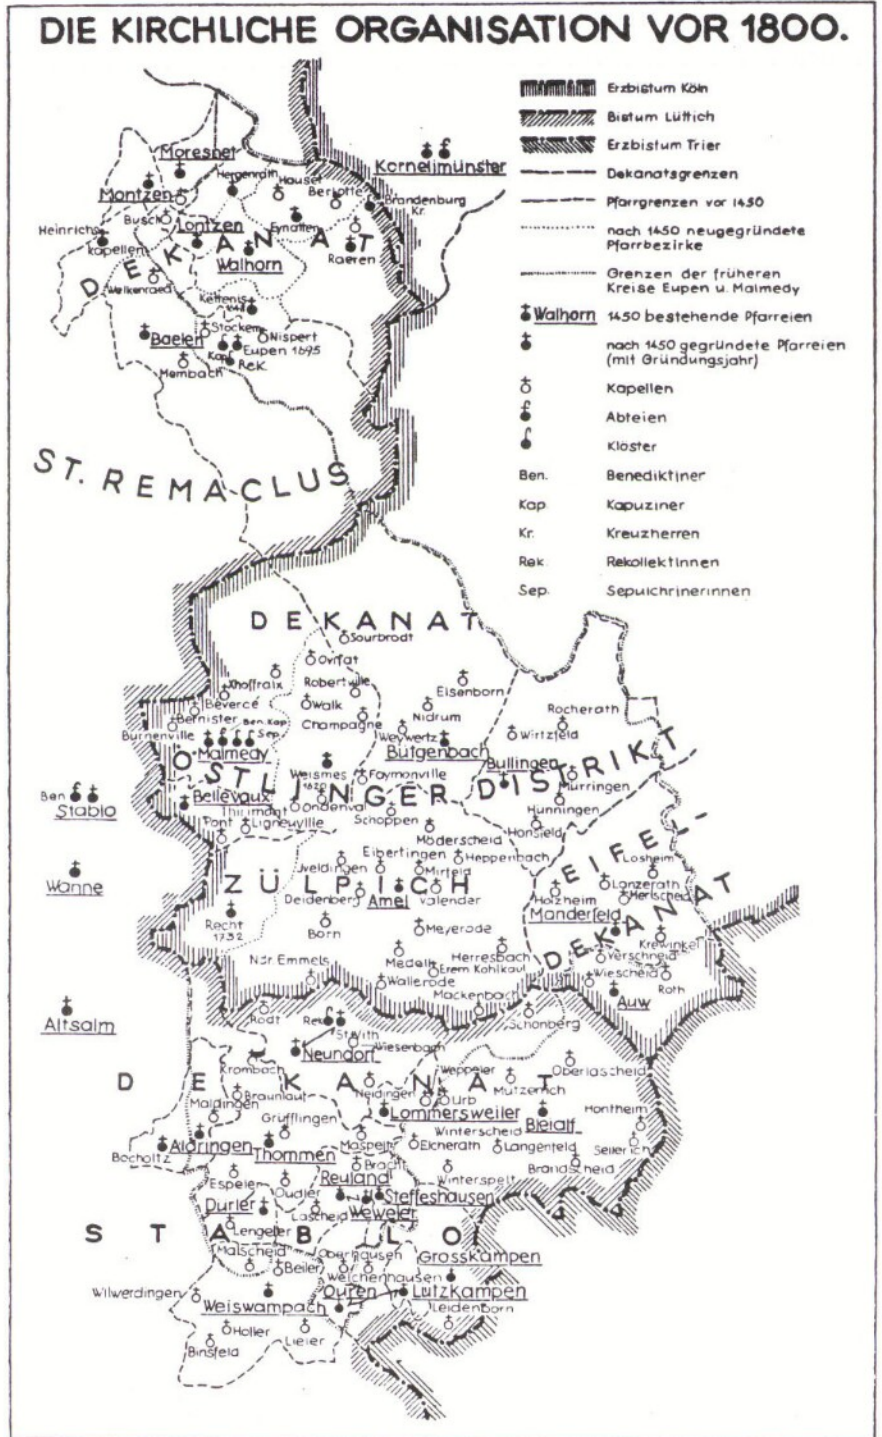 DIE KIRCHLICHE ORGANISATION VOR 1800.
Erzbistum Köln
Bistum Lüttich
Erzbistum Trier
Dekanatsgrenzen
Pfarrgrenzen vor 1450
nach 1450 neugegründete
Pfarrbezirke
Grenzen der früheren
Kreise Eupen u. Malmedy
Walhorn 1450 bestehende Pfarreien
nach 1450 gegründete Pfarreien
(mit Gründungsjahr)
Kapellen
Abteien
Klöster
Ben. Benediktiner
Kap. Kapuziner
Kr. Kreuzherren
Rek. Rekollektinnen
Sep. Sepulchrinerinnen
Moresnet
Kornelimünster
Hergenrath
Hauset
Berlotte
Brandenburg
Kr.
Montzen
Busch
Lontzen
Eynatten
Raeren
Heinrichs
kapellen
Walhorn
DEKANAT
Welkenraed
Kettenis
Stockem
Nispert
Baelen
Eupen 1695
Kap.
Rek.
Membach
ST. REMACLUS
DEKANAT
Sourbrodt
Ovifat
Xhoffraix
Robertville
Elsenborn
Beverce
Walk
Nidrum
Rocherath
Bernister
Ben. Kap.
Champagne
Burnenville
Sep.
Weywertz
Wirtzfeld
Malmedy
Bütgenbach
Büllingen
ÖSTLINGER DISTRIKT
Weismes
Faymonville
Mürringen
Ben.
Stablo
Bellevaux
Thirimont
Ondenval
Hünningen
Pont
Ligneuville
Schoppen
Möderscheid
Honsfeld
EIFEL-
Eibertingen
Heppenbach
Losheim
Wanne
Iveldingen
Mirfeld
Lanzerath
ZÜLPICH
Merlscheid
Deidenberg
Amel
Valender
Holzheim
Manderfeld
DEKANAT
Recht
1732
Born
Meyerode
Krewinkel
Herresbach
Verschneid
Ndr. Emmels
Medell
Erem. Kohlkaul
Wiescheid
Roth
Wallerode
Mackenbach
Auw
Altsalm
Rodt
Rek.
St. Vith
Schönberg
Wiesenbach
Neundorf
Krombach
Weppeler
Oberlascheid
DEKANAT
Braunlauf
Neidingen
Urb
Mützenich
Maldingen
Lommersweiler
Bleialf
Hontheim
Grüfflingen
Winterscheid
Aldringen
Maspelt
Elcherath
Langenfeld
Sellerich
Bocholtz
Thommen
Bracht
Brandscheid
Espeler
Reuland
Winterspelt
Oudler
Steffeshausen
Dürler
Lascheid
Weweler
STABLO
Lengeler
Malscheid
Oberhausen
Grosskampen
Beiler
Welchenhausen
Wilwerdingen
Ouren
Lutzkampen
Weiswampach
Leidenborn
Holler
Lieler
Binsfeld